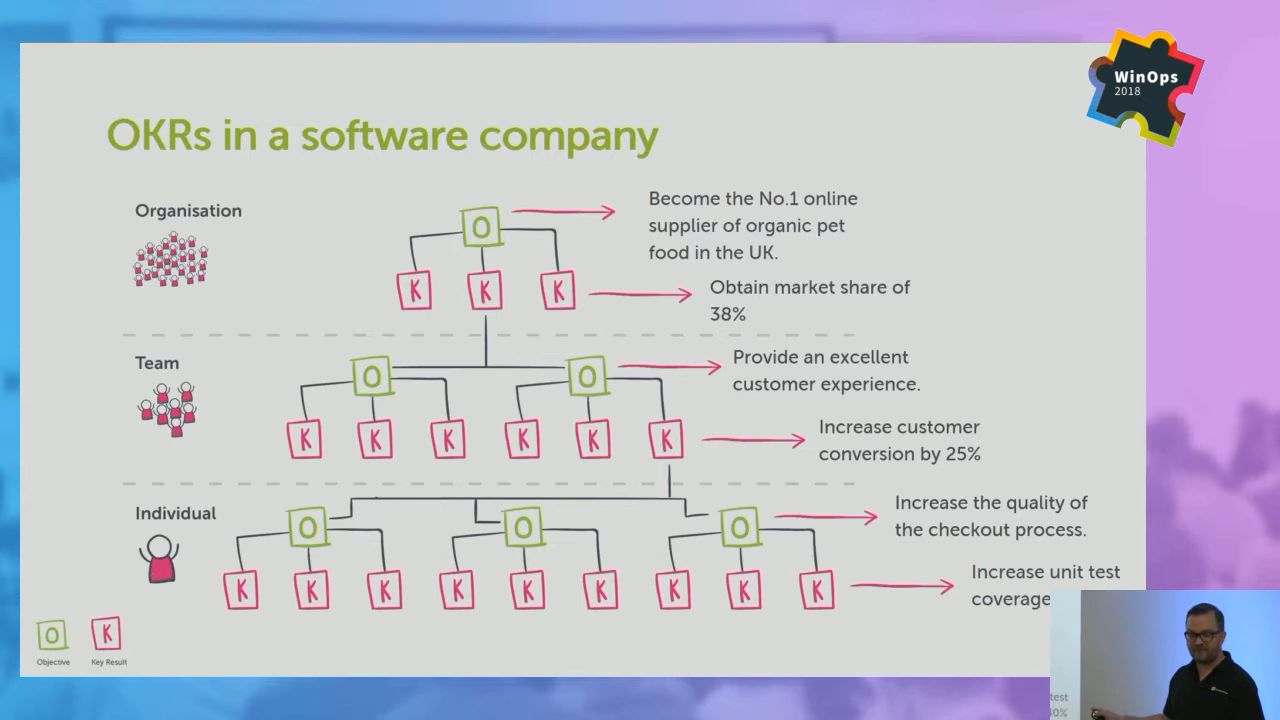 WinOps
2018
OKRs in a software company
Organisation
O
Become the No.1 online
supplier of organic pet
food in the UK.
K K K
Obtain market share of
38%
Team
O O
Provide an excellent
customer experience.
K K K K K K
Increase customer
conversion by 25%
Individual
O O O
Increase the quality of
the checkout process.
K K K K K K K K K
Increase unit test
coverage
O K
Objective Key Result
test